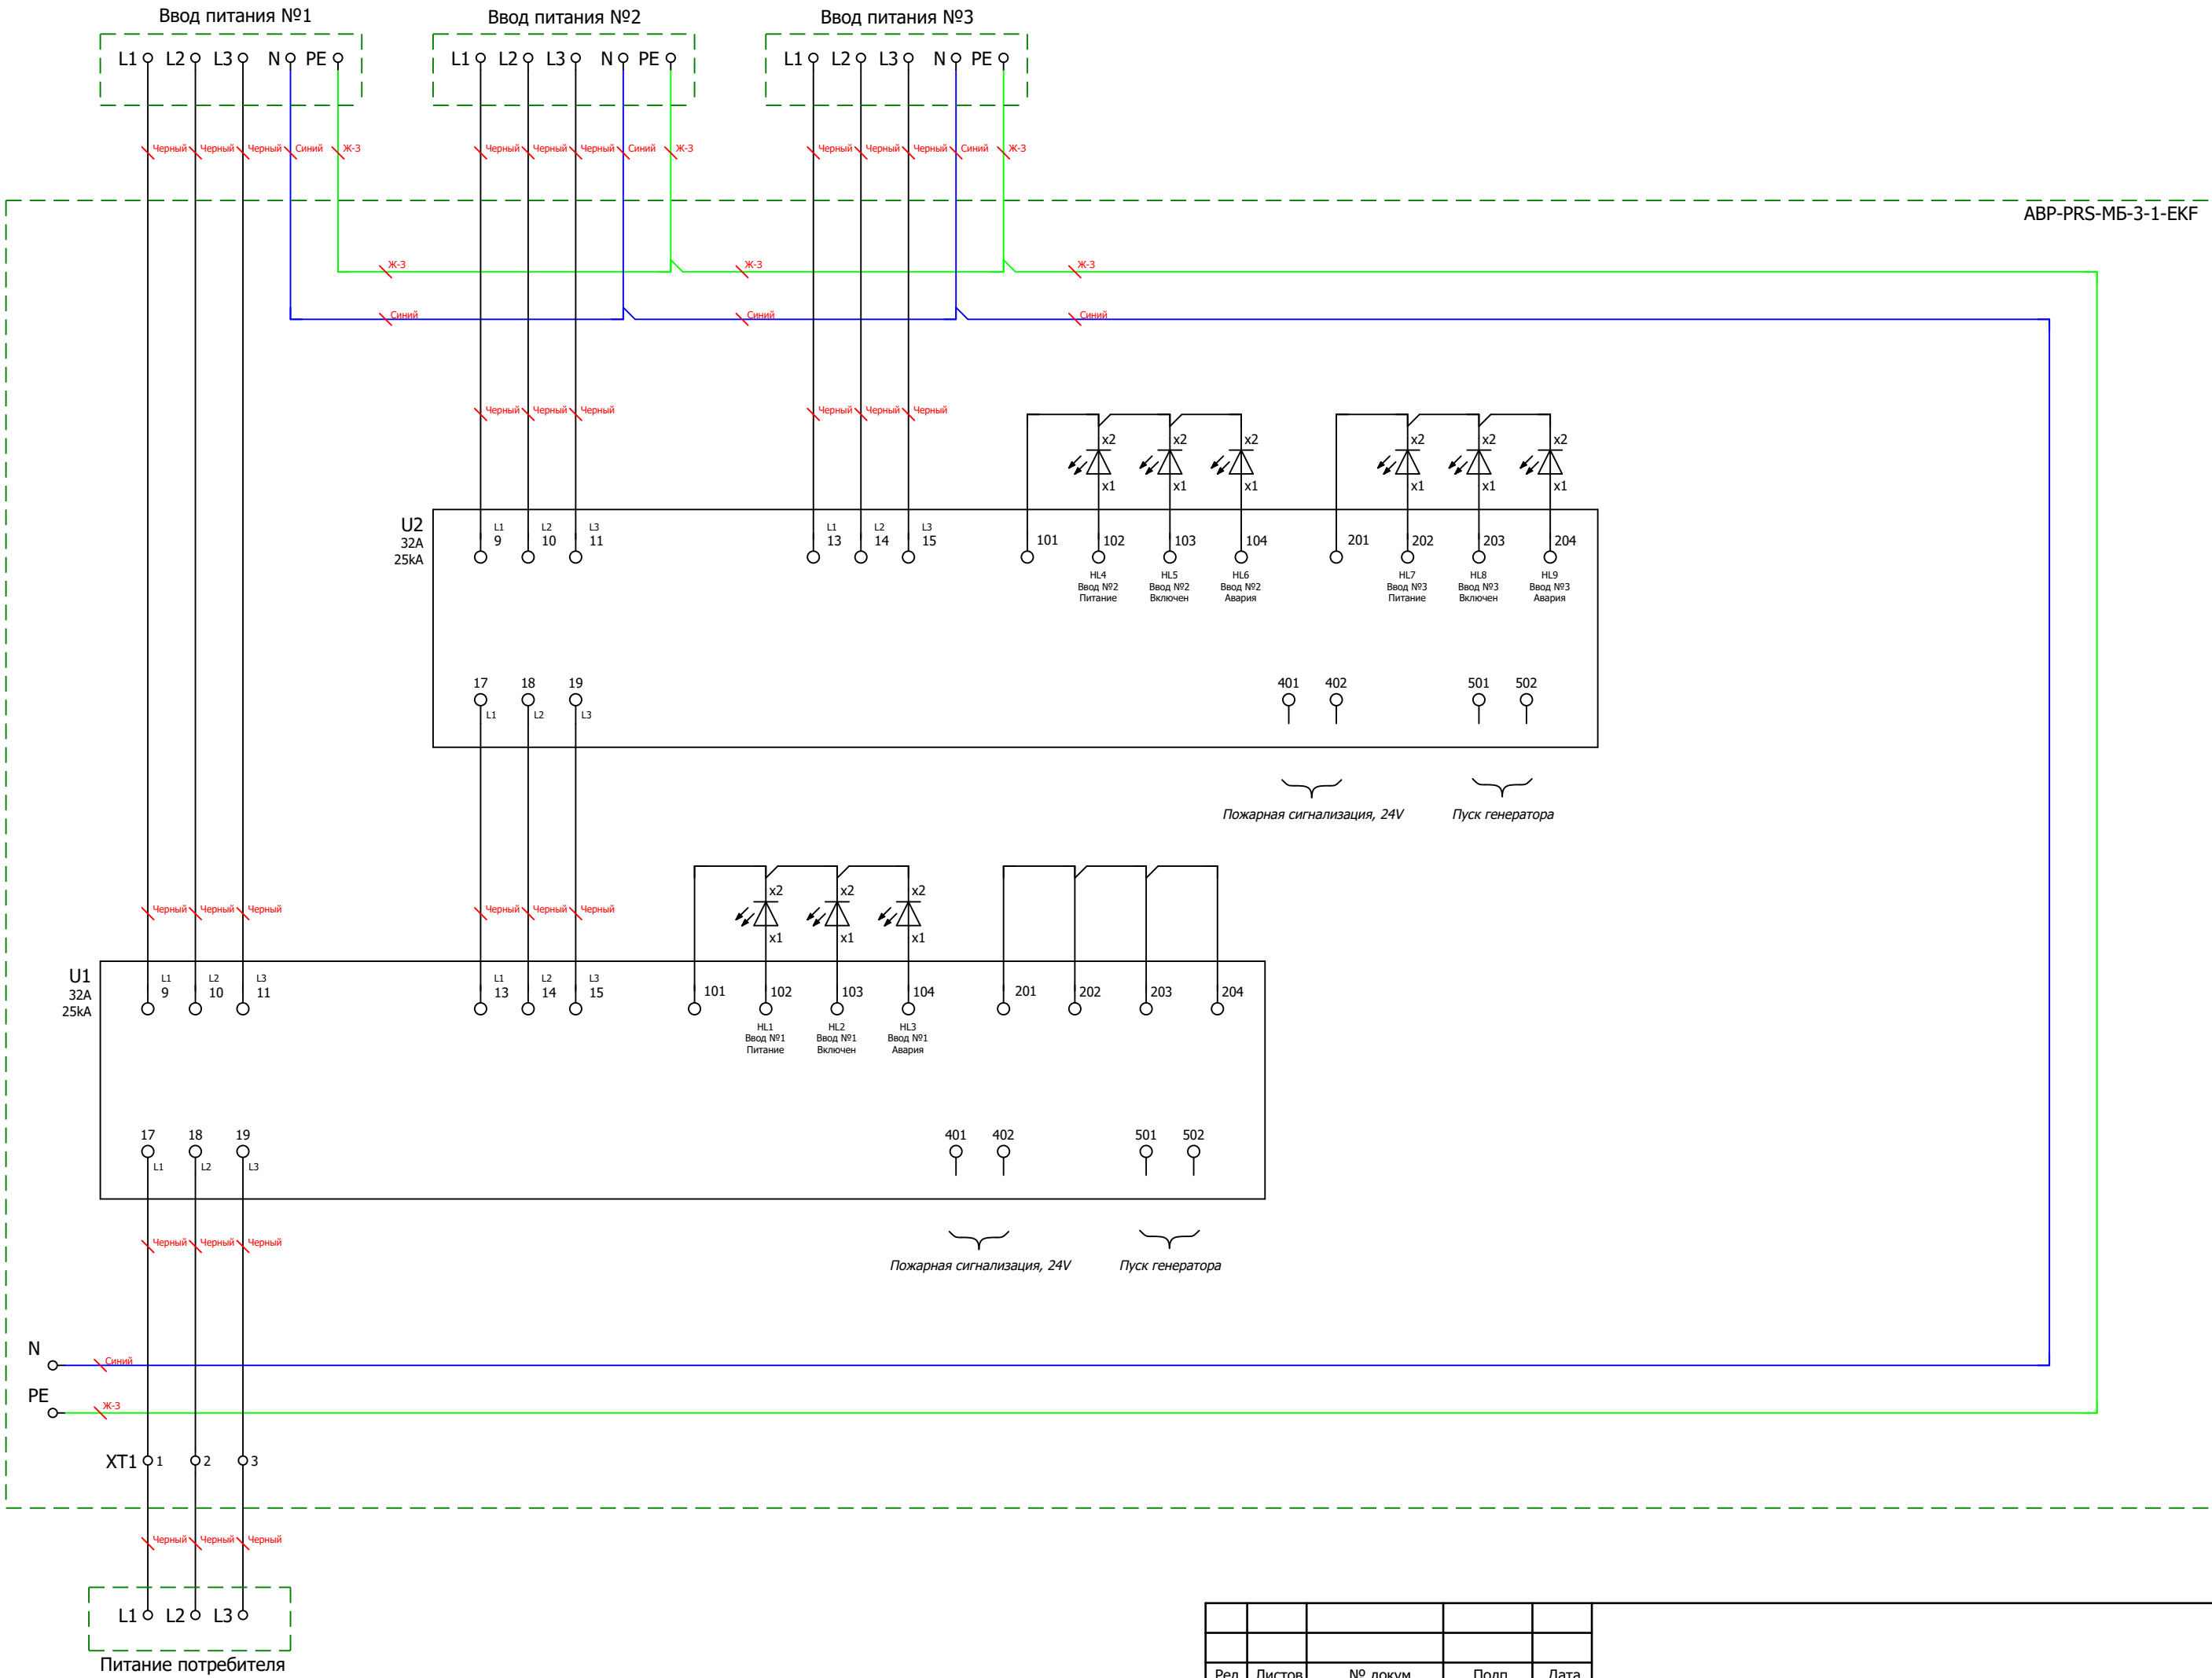 Ввод питания №1
Ввод питания №2
Ввод питания №3
L1 L2 L3 N PE
L1 L2 L3 N PE
L1 L2 L3 N PE
Черный Черный Черный Синий Ж-З
Черный Черный Черный Синий Ж-З
Черный Черный Черный Синий Ж-З
АВР-PRS-МБ-3-1-EKF
Ж-З Ж-З Ж-З
Синий Синий Синий
Черный Черный Черный
Черный Черный Черный
x2 x2 x2 x2 x2 x2
x1 x1 x1 x1 x1 x1
U2
32A
25kA
L1 L2 L3 L1 L2 L3
9 10 11 13 14 15 101 102 103 104 201 202 203 204
HL4
Ввод №2
Питание
HL5
Ввод №2
Включен
HL6
Ввод №2
Авария
HL7
Ввод №3
Питание
HL8
Ввод №3
Включен
HL9
Ввод №3
Авария
17 18 19 401 402 501 502
L1 L2 L3
Пожарная сигнализация, 24V
Пуск генератора
x2 x2 x2
x1 x1 x1
Черный Черный Черный
Черный Черный Черный
U1
32A
25kA
L1 L2 L3 L1 L2 L3
9 10 11 13 14 15 101 102 103 104 201 202 203 204
HL1
Ввод №1
Питание
HL2
Ввод №1
Включен
HL3
Ввод №1
Авария
17 18 19 401 402 501 502
L1 L2 L3
Черный Черный Черный
Пожарная сигнализация, 24V
Пуск генератора
N
Синий
PE
Ж-З
XT1 1 2 3
Черный Черный Черный
L1 L2 L3
Питание потребителя
Ред Листов № докум Подп Дата